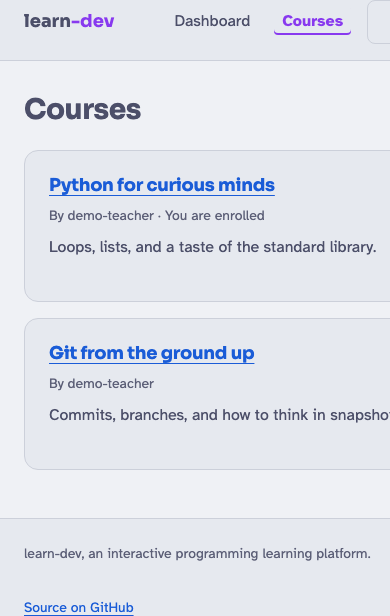 learn-dev
Dashboard
Courses
Courses
Python for curious minds
By demo-teacher · You are enrolled
Loops, lists, and a taste of the standard library.
Git from the ground up
By demo-teacher
Commits, branches, and how to think in
learn-dev, an interactive programming learning platform.
Source on GitHub